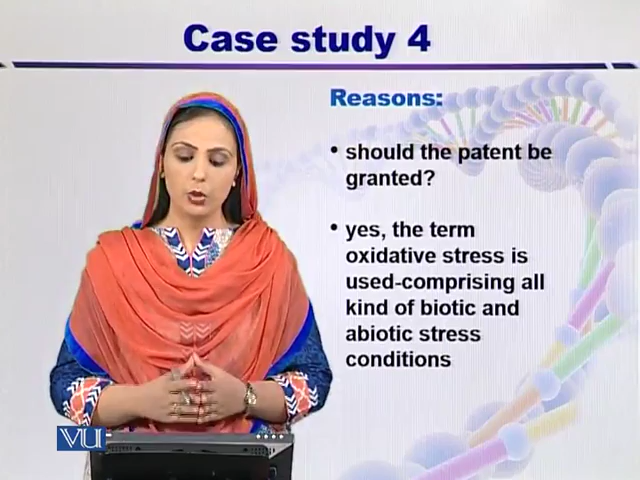 Case study 4
Reasons:
• should the patent be
granted?
• yes, the term
oxidative stress is
used-comprising all
kind of biotic and
abiotic stress
conditions
VU